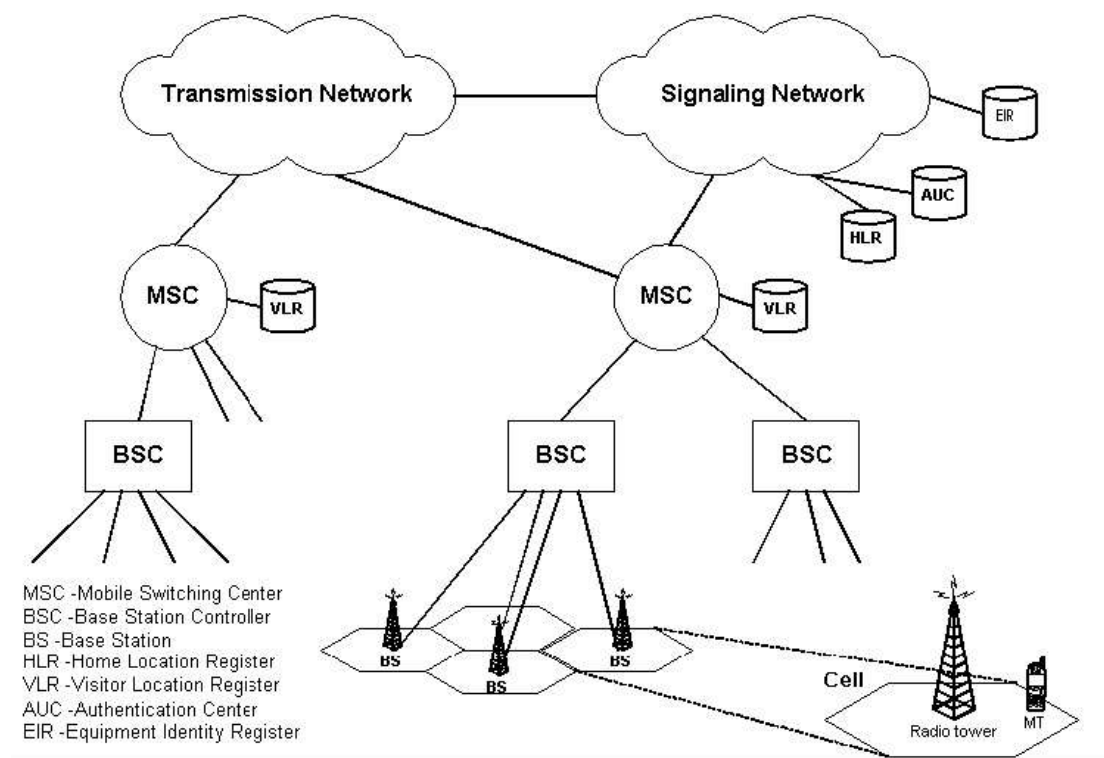 Transmission Network
Signaling Network
EIR
AUC
HLR
MSC
VLR
MSC
VLR
BSC
BSC
BSC
MSC -Mobile Switching Center
BSC -Base Station Controller
BS -Base Station
HLR -Home Location Register
VLR -Visitor Location Register
AUC -Authentication Center
EIR -Equipment Identity Register
BS
BS
BS
Cell
Radio tower
MT